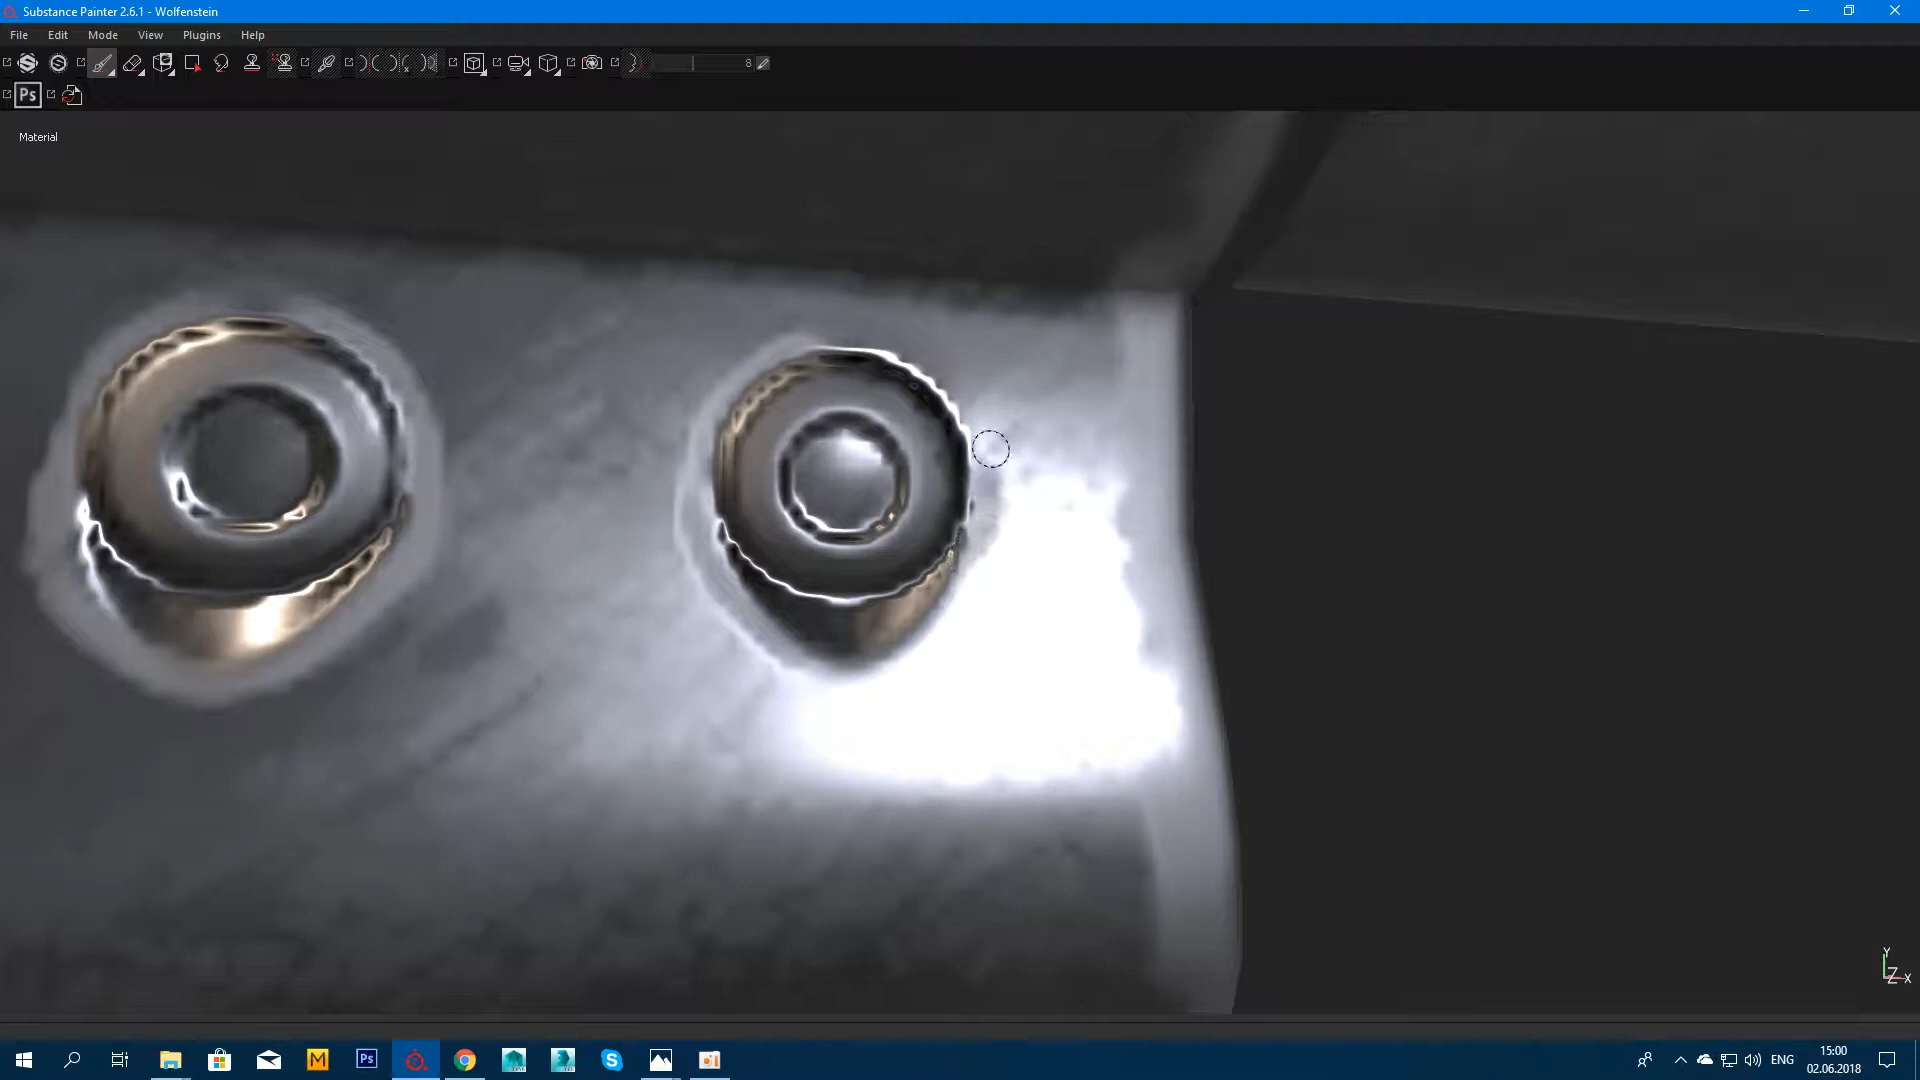 Substance Painter 2.6.1 - Wolfenstein
File Edit Mode View Plugins Help
8
Ps
Material
Y
Z X
M
Ps
ENG
15:00
02.06.2018